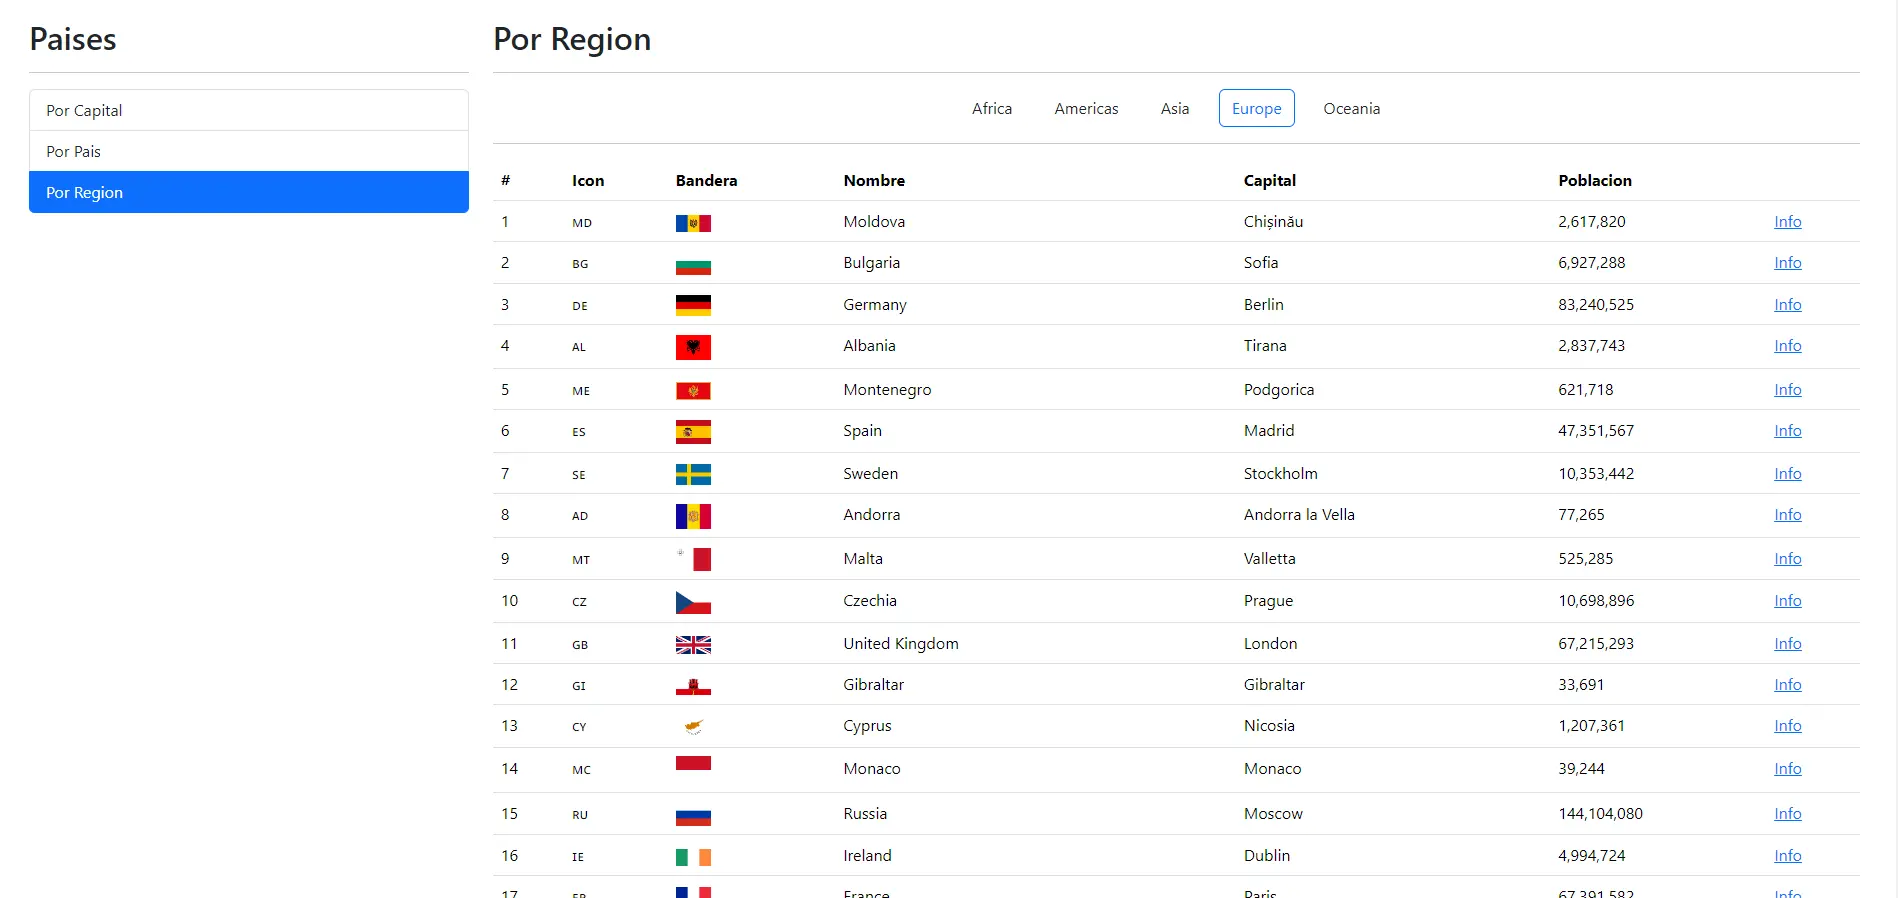 Paises
Por Capital
Por Pais
Por Region
Por Region
Africa Americas Asia Europe Oceania
# Icon Bandera Nombre Capital Poblacion
1 MD Moldova Chișinău 2,617,820 Info
2 BG Bulgaria Sofia 6,927,288 Info
3 DE Germany Berlin 83,240,525 Info
4 AL Albania Tirana 2,837,743 Info
5 ME Montenegro Podgorica 621,718 Info
6 ES Spain Madrid 47,351,567 Info
7 SE Sweden Stockholm 10,353,442 Info
8 AD Andorra Andorra la Vella 77,265 Info
9 MT Malta Valletta 525,285 Info
10 CZ Czechia Prague 10,698,896 Info
11 GB United Kingdom London 67,215,293 Info
12 GI Gibraltar Gibraltar 33,691 Info
13 CY Cyprus Nicosia 1,207,361 Info
14 MC Monaco Monaco 39,244 Info
15 RU Russia Moscow 144,104,080 Info
16 IE Ireland Dublin 4,994,724 Info
17 FR France Paris 67,391,582 Info